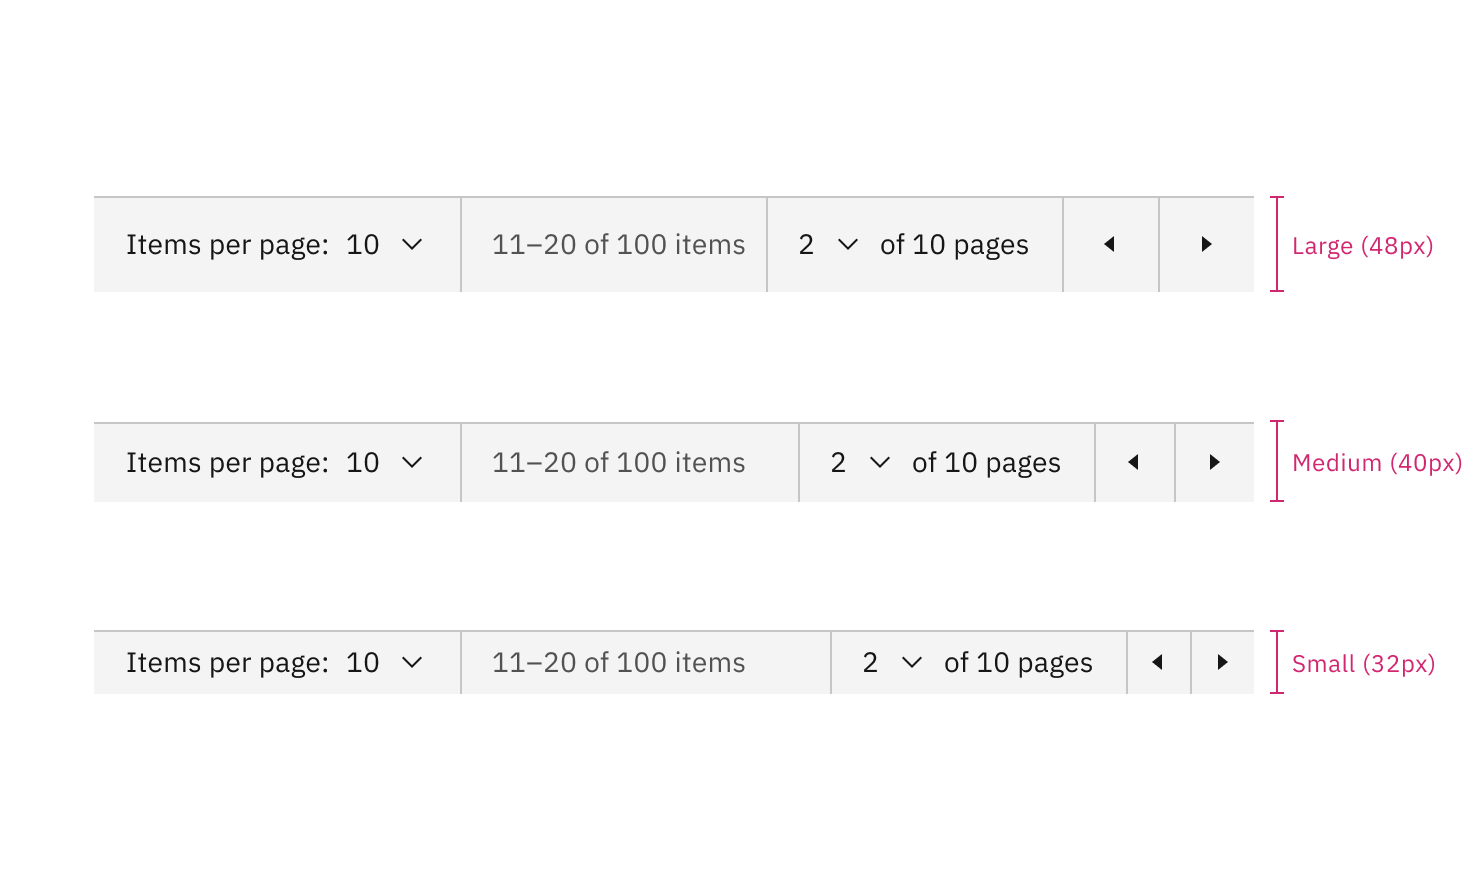 Items per page: 10 11–20 of 100 items 2 of 10 pages Large (48px)
Items per page: 10 11–20 of 100 items 2 of 10 pages Medium (40px)
Items per page: 10 11–20 of 100 items 2 of 10 pages Small (32px)